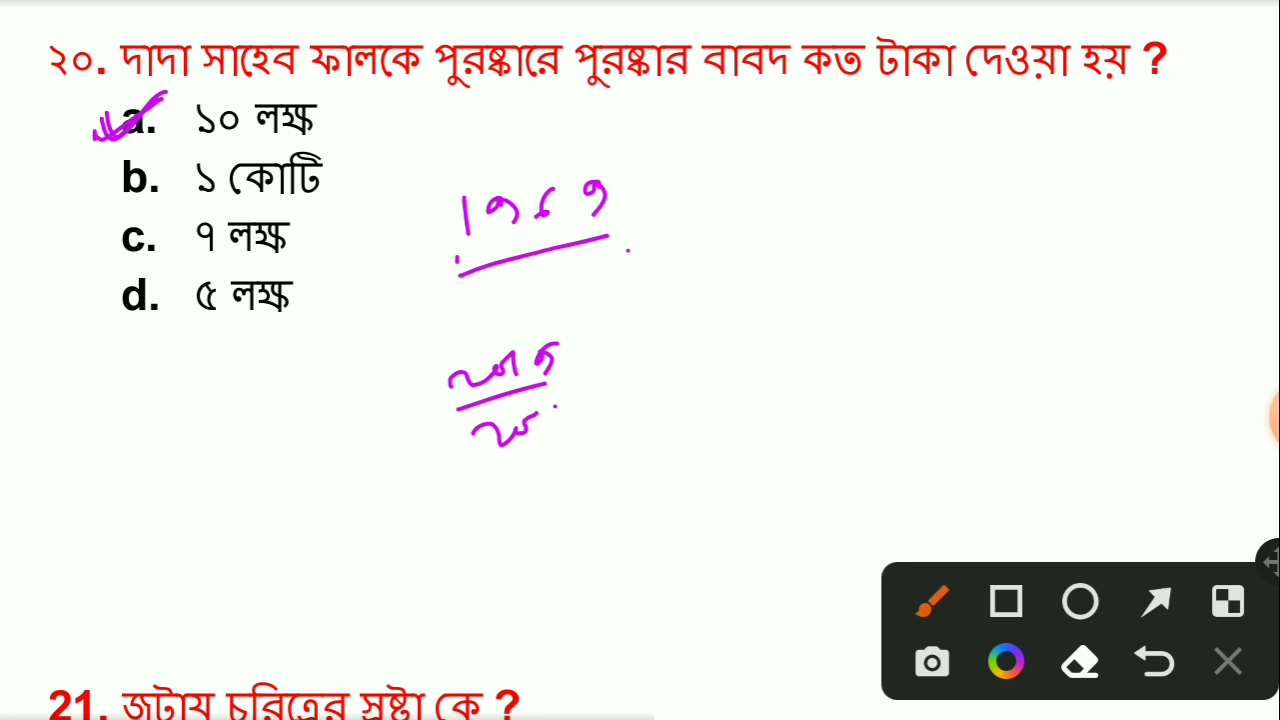 ২০. দাদা সাহেব ফালকে পুরষ্কারে পুরষ্কার বাবদ কত টাকা দেওয়া হয় ?
a. ১০ লক্ষ
b. ১ কোটি
c. ৭ লক্ষ
d. ৫ লক্ষ
1969
21. জটায়ু চরিত্রের স্রষ্টা কে ?